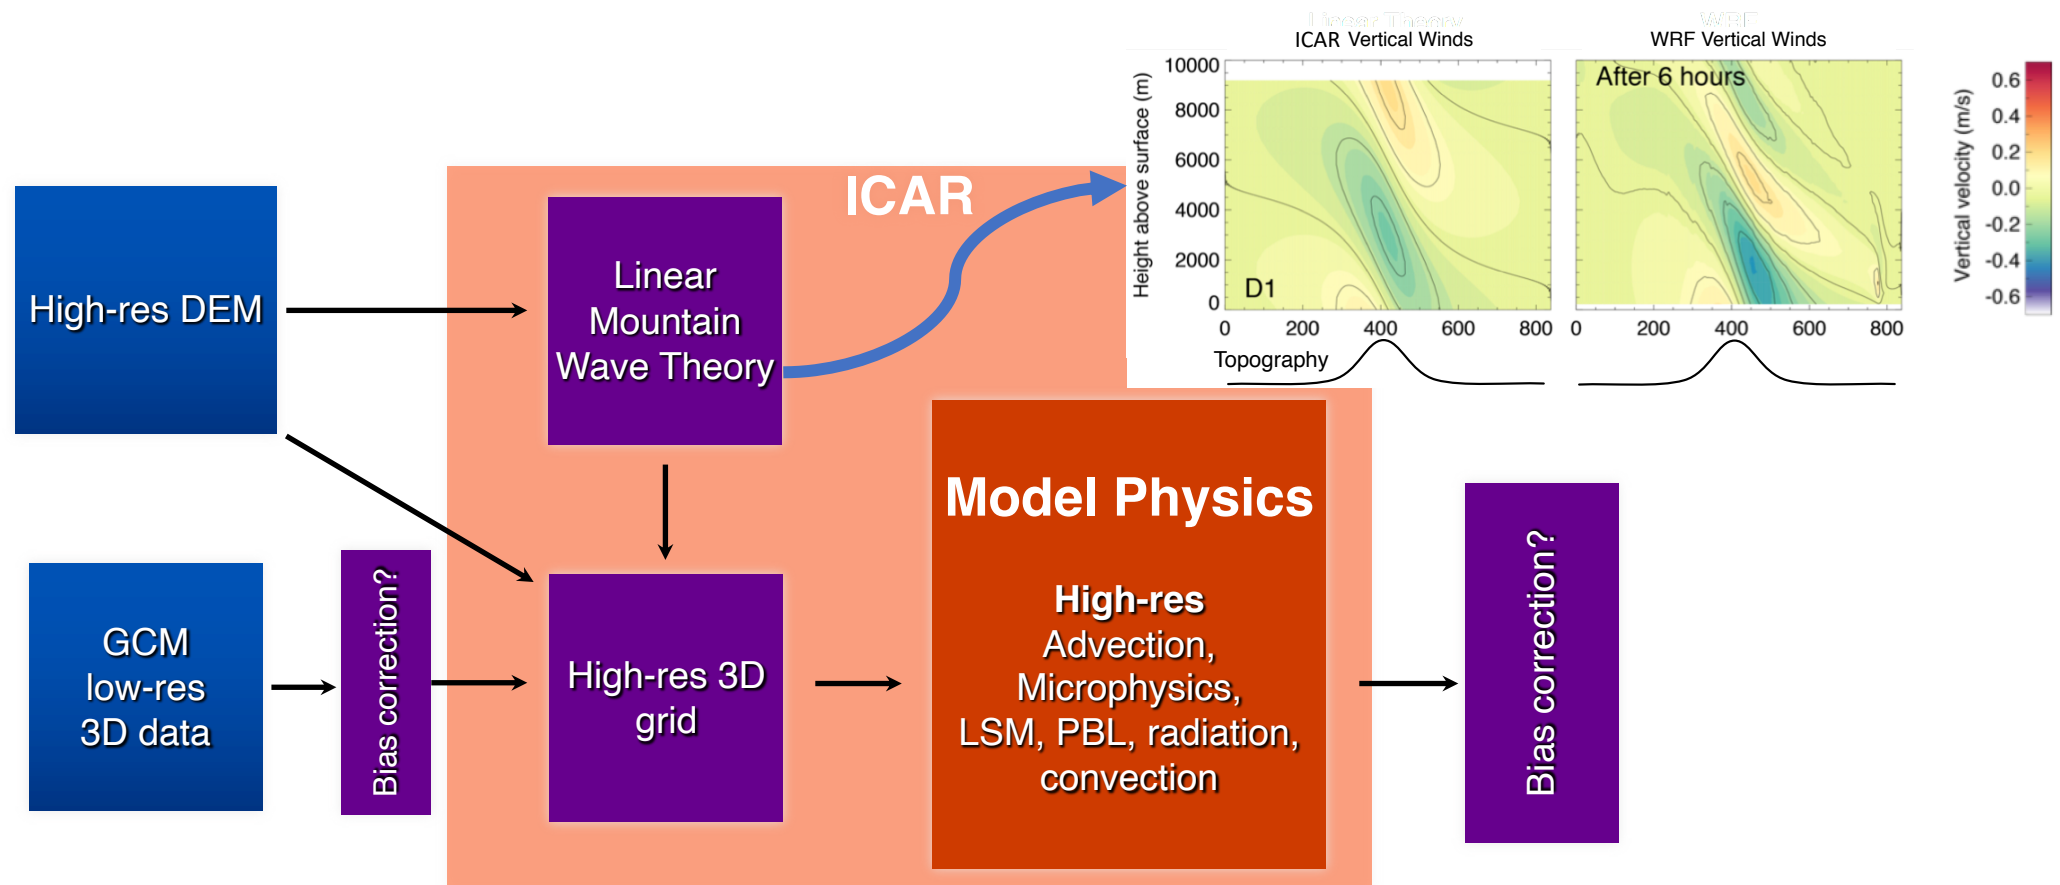 Linear Theory
WRF
ICAR Vertical Winds
WRF Vertical Winds
After 6 hours
D1
Height above surface (m)
10000
8000
6000
4000
2000
0
0 200 400 600 800
0 200 400 600 800
Topography
Vertical velocity (m/s)
0.6
0.4
0.2
0.0
-0.2
-0.4
-0.6
ICAR
High-res DEM
Linear
Mountain
Wave Theory
GCM
low-res
3D data
Bias correction?
High-res 3D
grid
Model Physics
High-res
Advection,
Microphysics,
LSM, PBL, radiation,
convection
Bias correction?